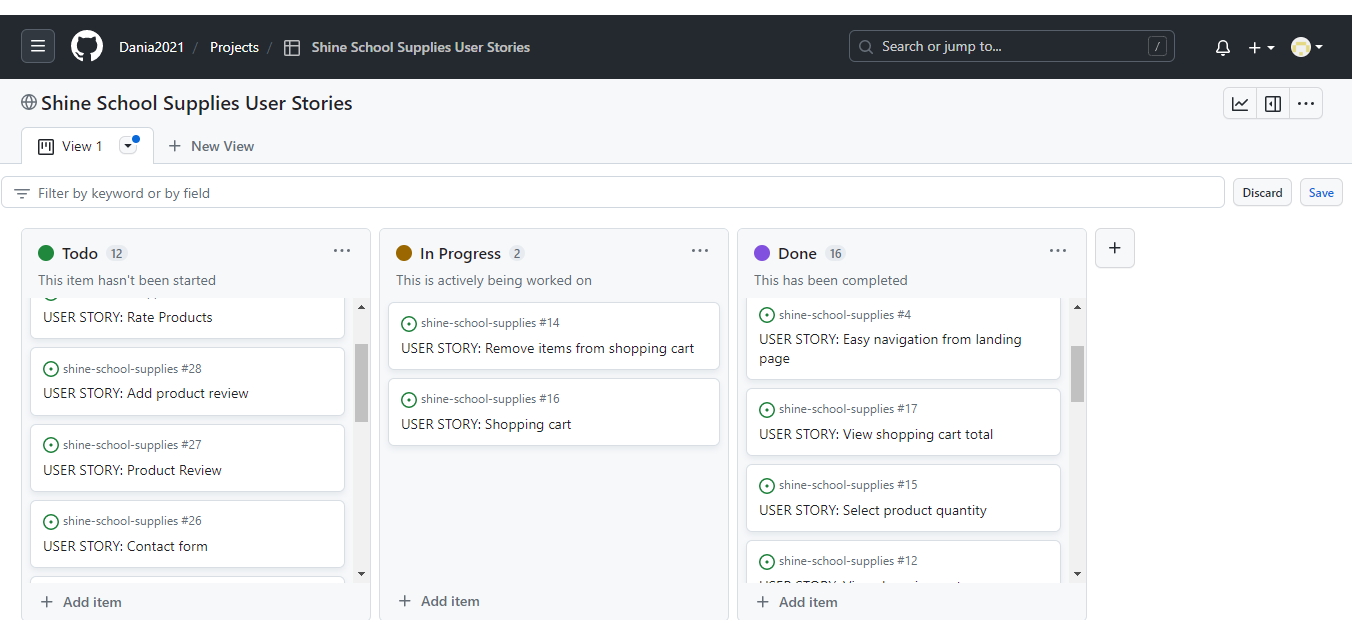 Dania2021 / Projects / Shine School Supplies User Stories
Search or jump to...
/
Shine School Supplies User Stories
View 1
New View
Filter by keyword or by field
Discard
Save
Todo 12
This item hasn't been started
USER STORY: Rate Products
shine-school-supplies #28
USER STORY: Add product review
shine-school-supplies #27
USER STORY: Product Review
shine-school-supplies #26
USER STORY: Contact form
Add item
In Progress 2
This is actively being worked on
shine-school-supplies #14
USER STORY: Remove items from shopping cart
shine-school-supplies #16
USER STORY: Shopping cart
Add item
Done 16
This has been completed
shine-school-supplies #4
USER STORY: Easy navigation from landing
page
shine-school-supplies #17
USER STORY: View shopping cart total
shine-school-supplies #15
USER STORY: Select product quantity
shine-school-supplies #12
Add item